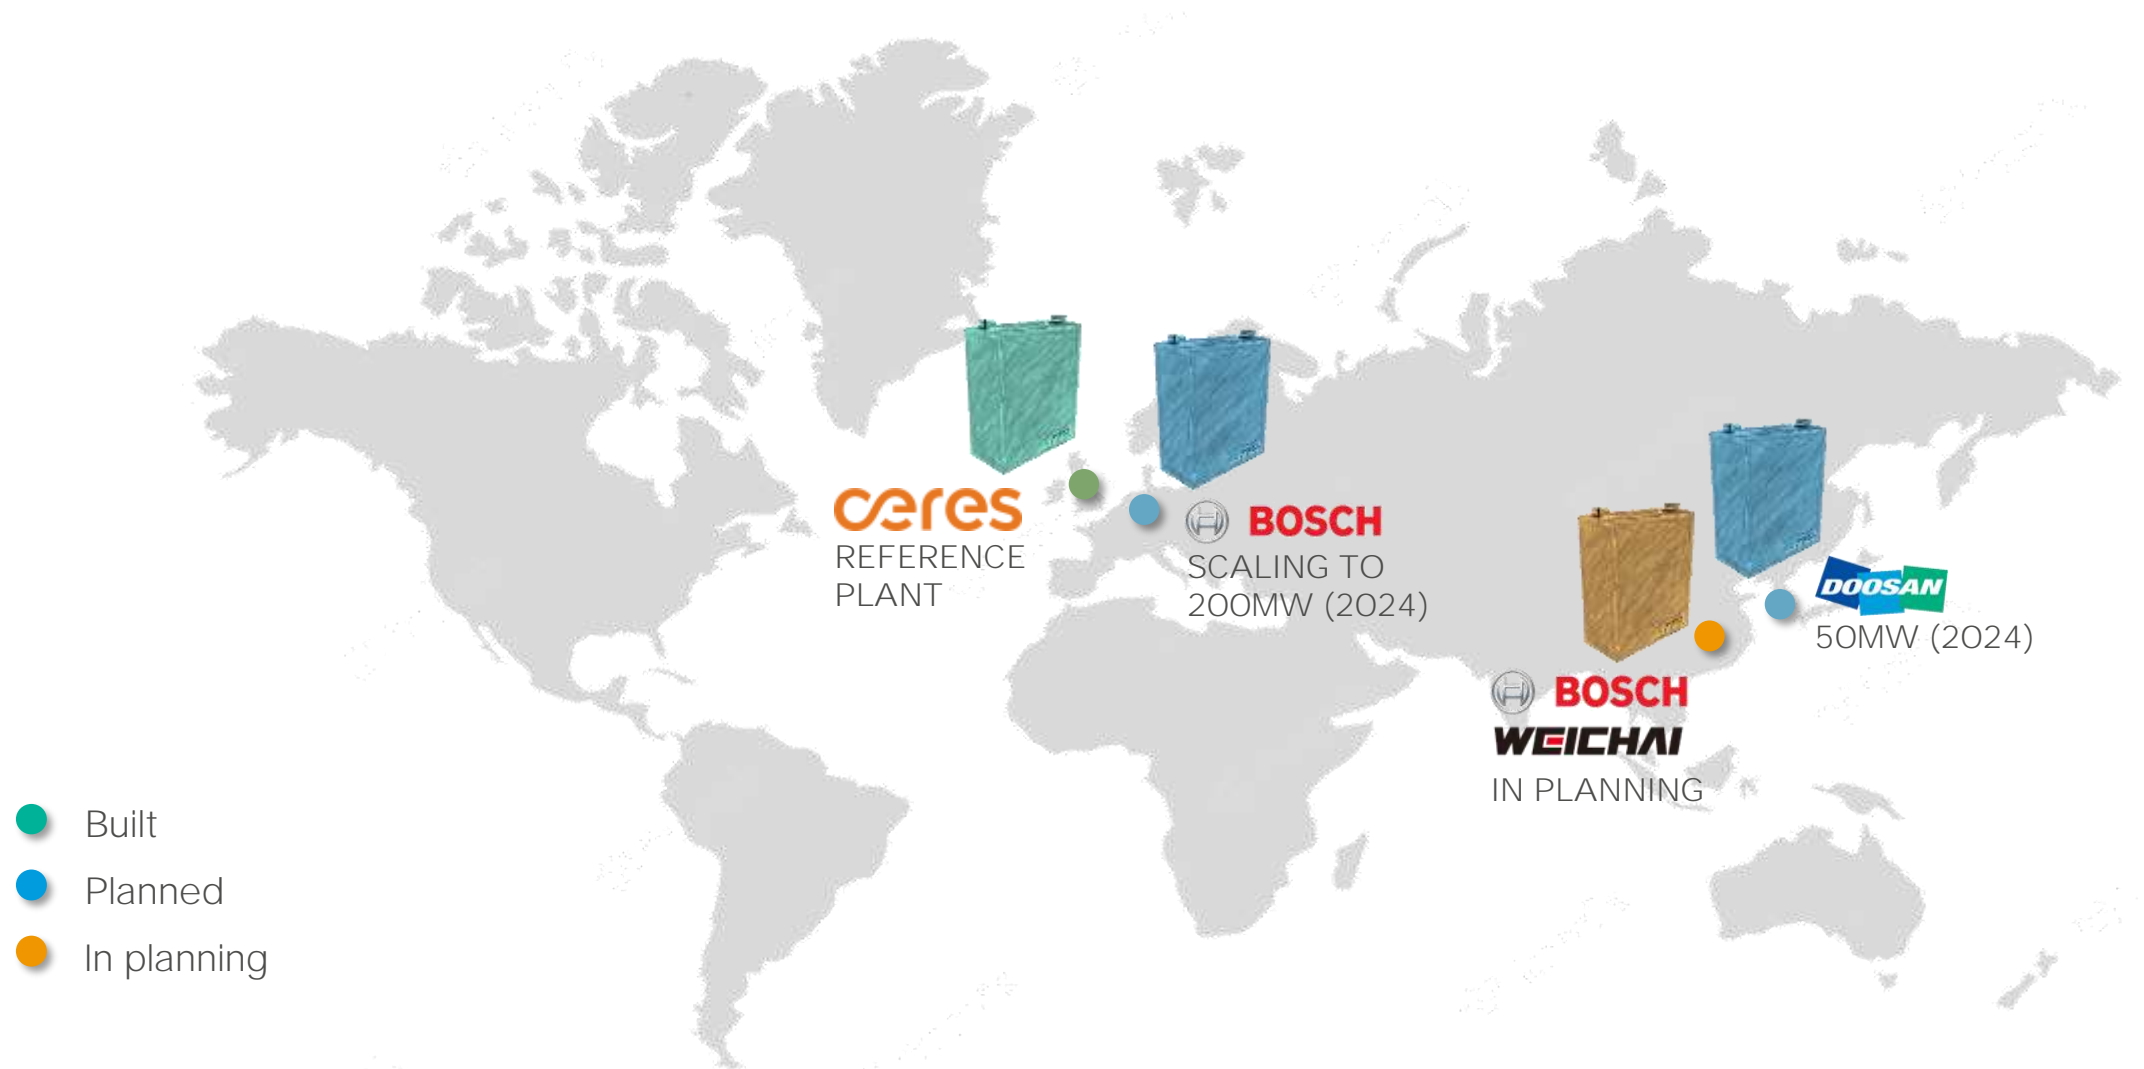 ceres
REFERENCE
PLANT
BOSCH
SCALING TO
200MW (2024)
DOOSAN
50MW (2024)
BOSCH
WEICHAI
IN PLANNING
Built
Planned
In planning